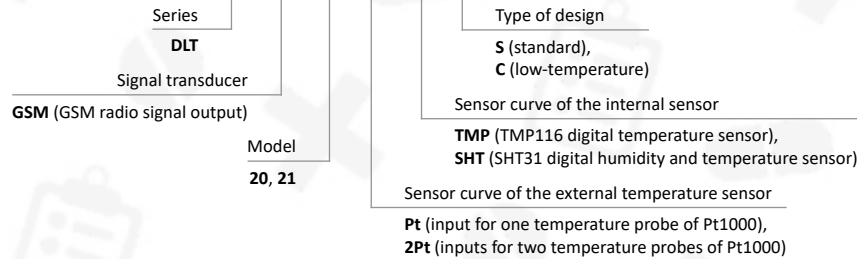 Series
DLT
Signal transducer
GSM (GSM radio signal output)
Model
20, 21
Type of design
S (standard),
C (low-temperature)
Sensor curve of the internal sensor
TMP (TMP116 digital temperature sensor),
SHT (SHT31 digital humidity and temperature sensor)
Sensor curve of the external temperature sensor
Pt (input for one temperature probe of Pt1000),
2Pt (inputs for two temperature probes of Pt1000)